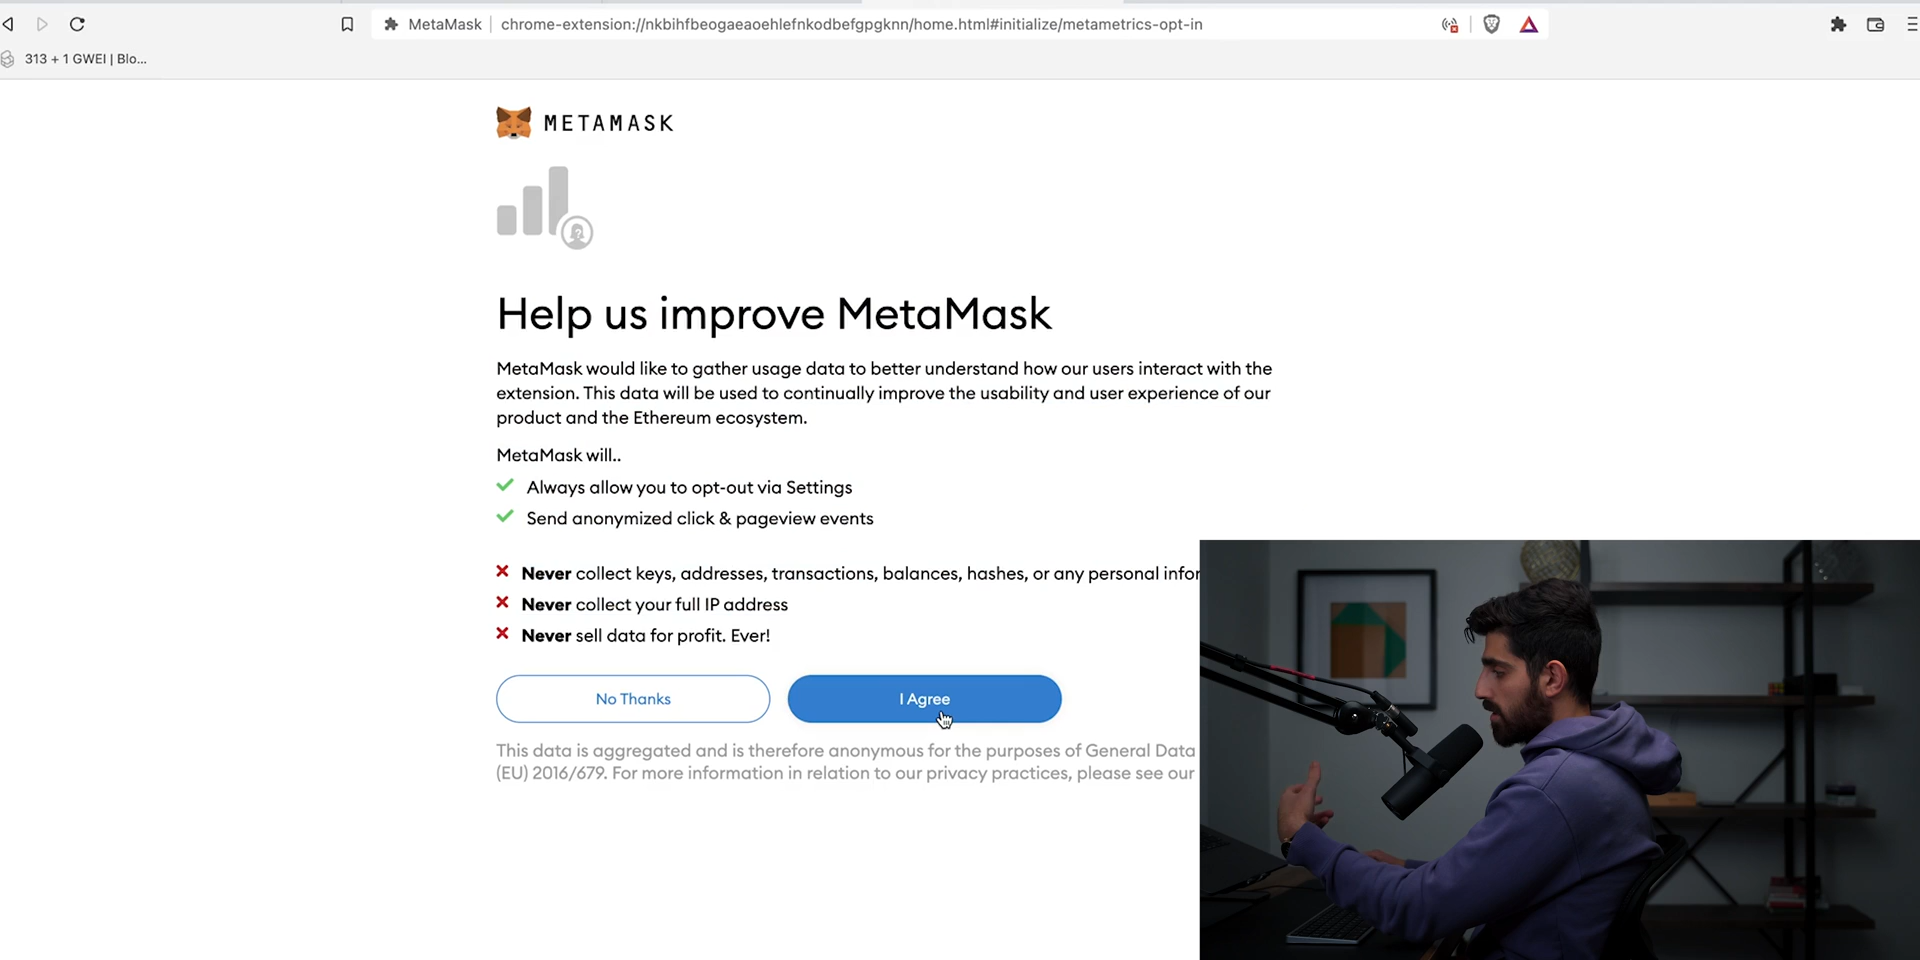 MetaMask chrome-extension://nkbihfbeogaeaoehlefnkodbefgpgknn/home.html#initialize/metametrics-opt-in
313 + 1 GWEI | Blo...
METAMASK
Help us improve MetaMask
MetaMask would like to gather usage data to better understand how our users interact with the
extension. This data will be used to continually improve the usability and user experience of our
product and the Ethereum ecosystem.
MetaMask will..
Always allow you to opt-out via Settings
Send anonymized click & pageview events
Never collect keys, addresses, transactions, balances, hashes, or any personal infor
Never collect your full IP address
Never sell data for profit. Ever!
No Thanks
I Agree
This data is aggregated and is therefore anonymous for the purposes of General Data
(EU) 2016/679. For more information in relation to our privacy practices, please see our